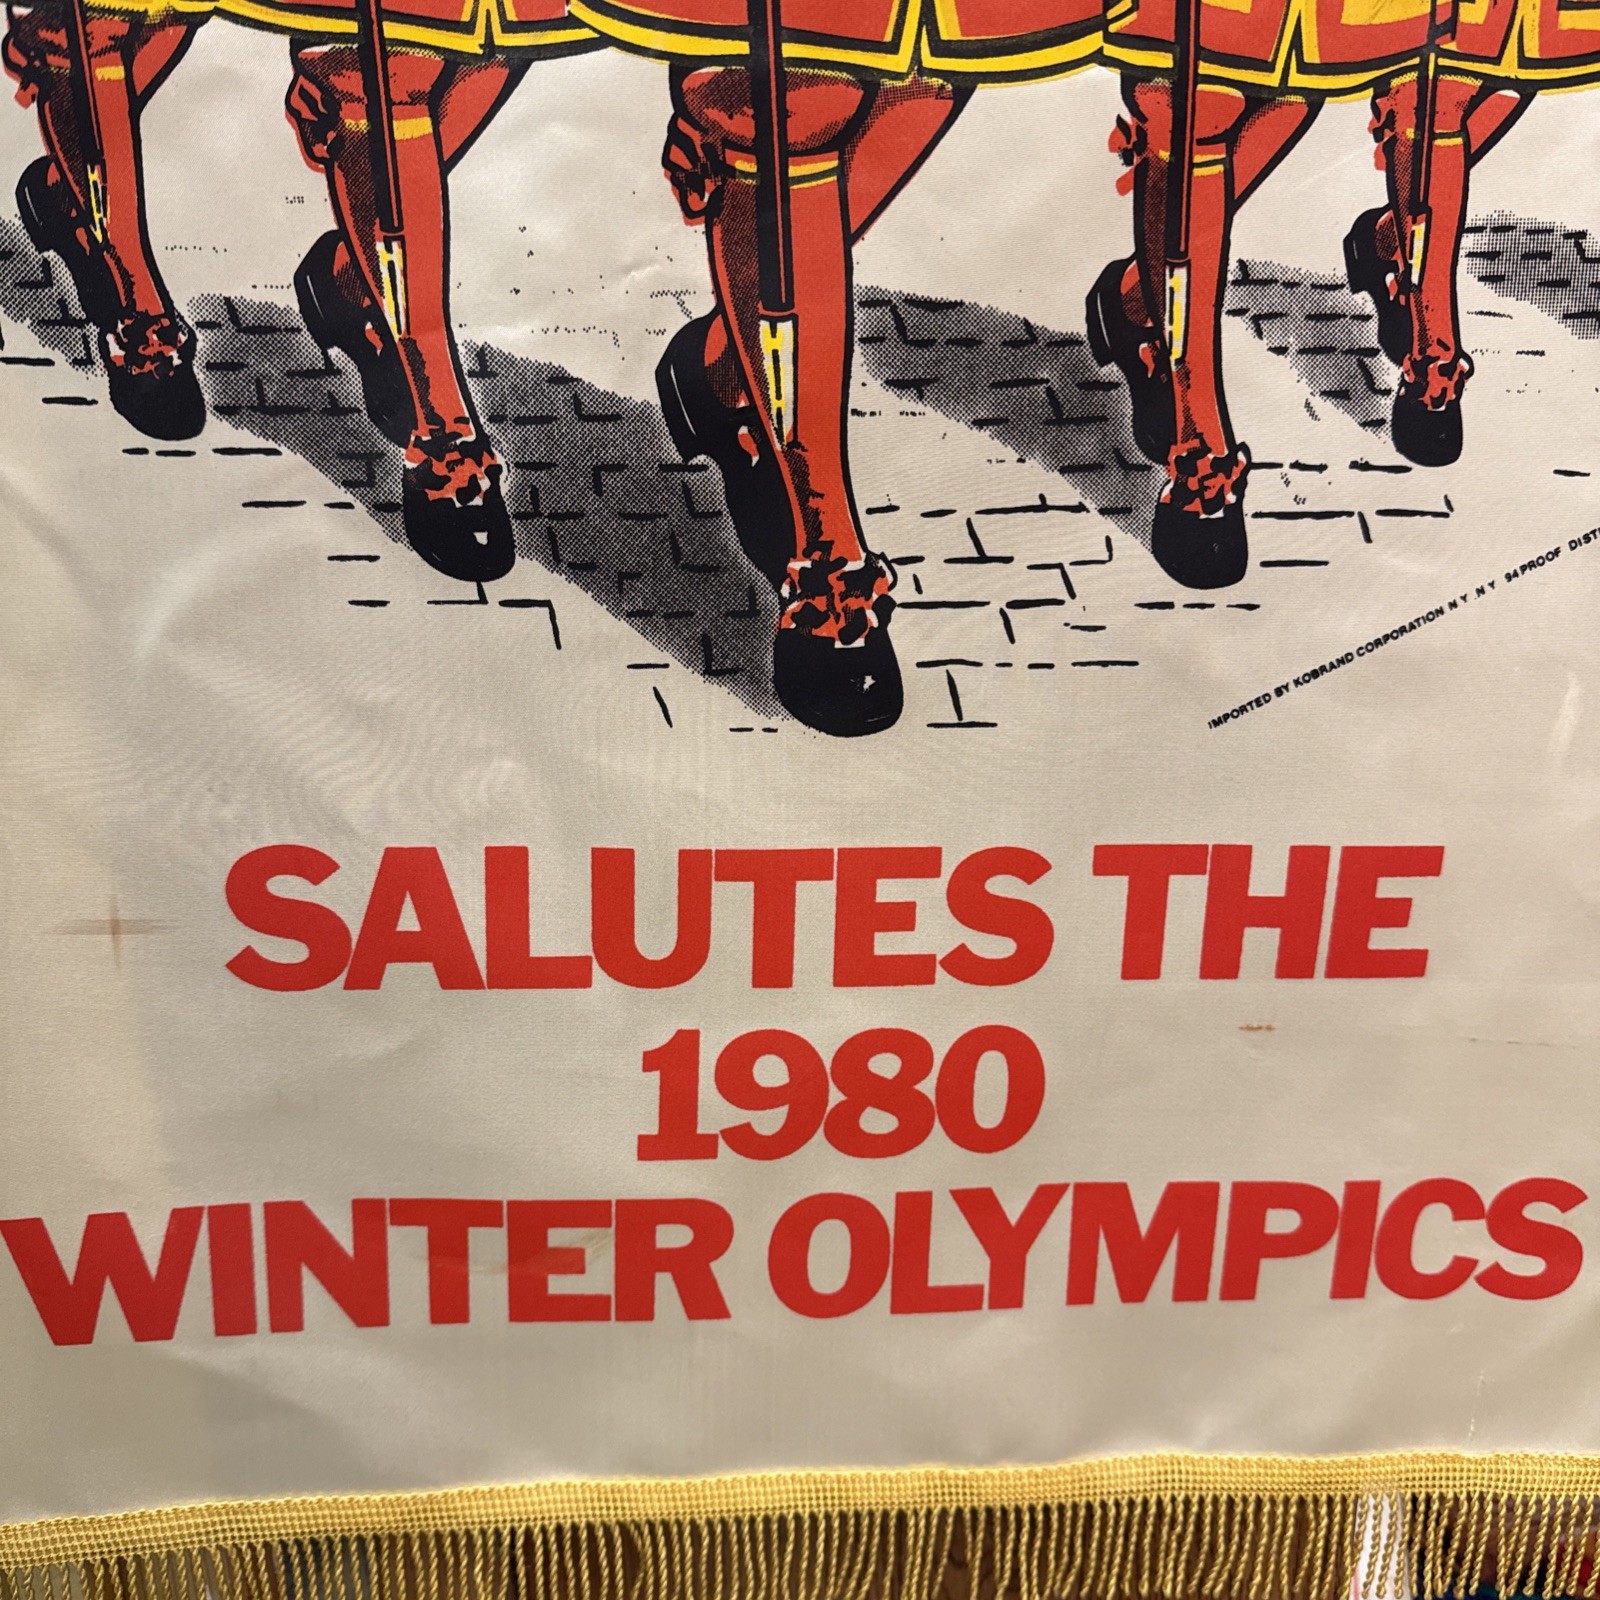 IMPORTED BY KOBRAND CORPORATION N Y N Y 94 PROOF
SALUTES THE
1980
WINTER OLYMPICS